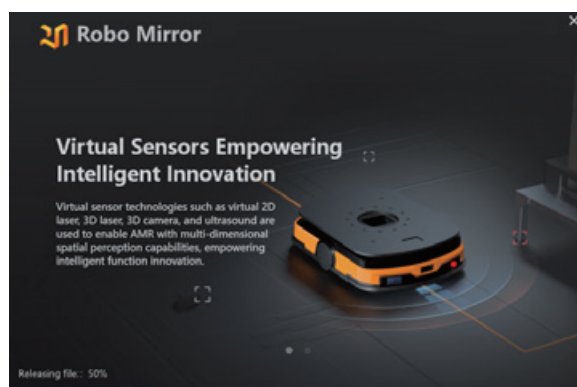 Robo Mirror
Virtual Sensors Empowering
Intelligent Innovation
Virtual sensor technologies such as virtual 2D
laser, 3D laser, 3D camera, and ultrasound are
used to enable AMR with multi-dimensional
spatial perception capabilities, empowering
intelligent function innovation.
Releasing file:: 50%